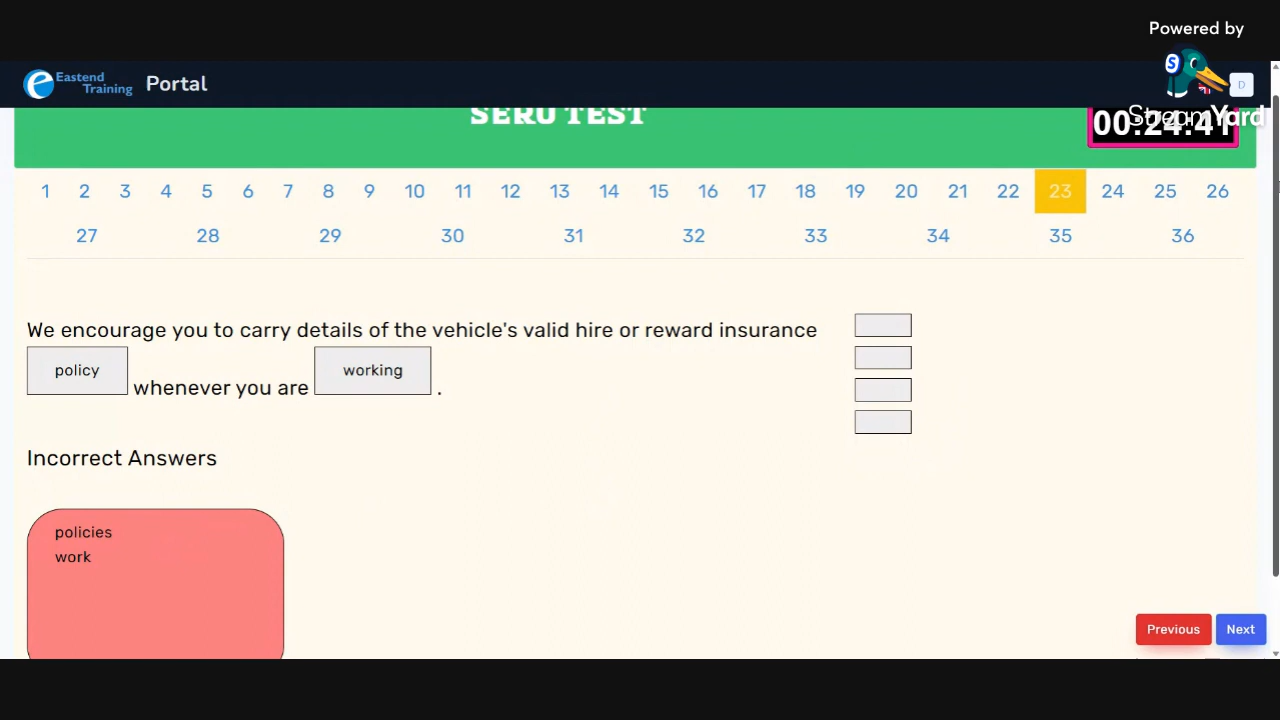 Powered by
Eastend
Training
Portal
S
D
StreamYard
SERU TEST
00:24:41
1 2 3 4 5 6 7 8 9 10 11 12 13 14 15 16 17 18 19 20 21 22 23 24 25 26
27 28 29 30 31 32 33 34 35 36
We encourage you to carry details of the vehicle's valid hire or reward insurance
policy whenever you are working .
Incorrect Answers
policies
work
Previous Next